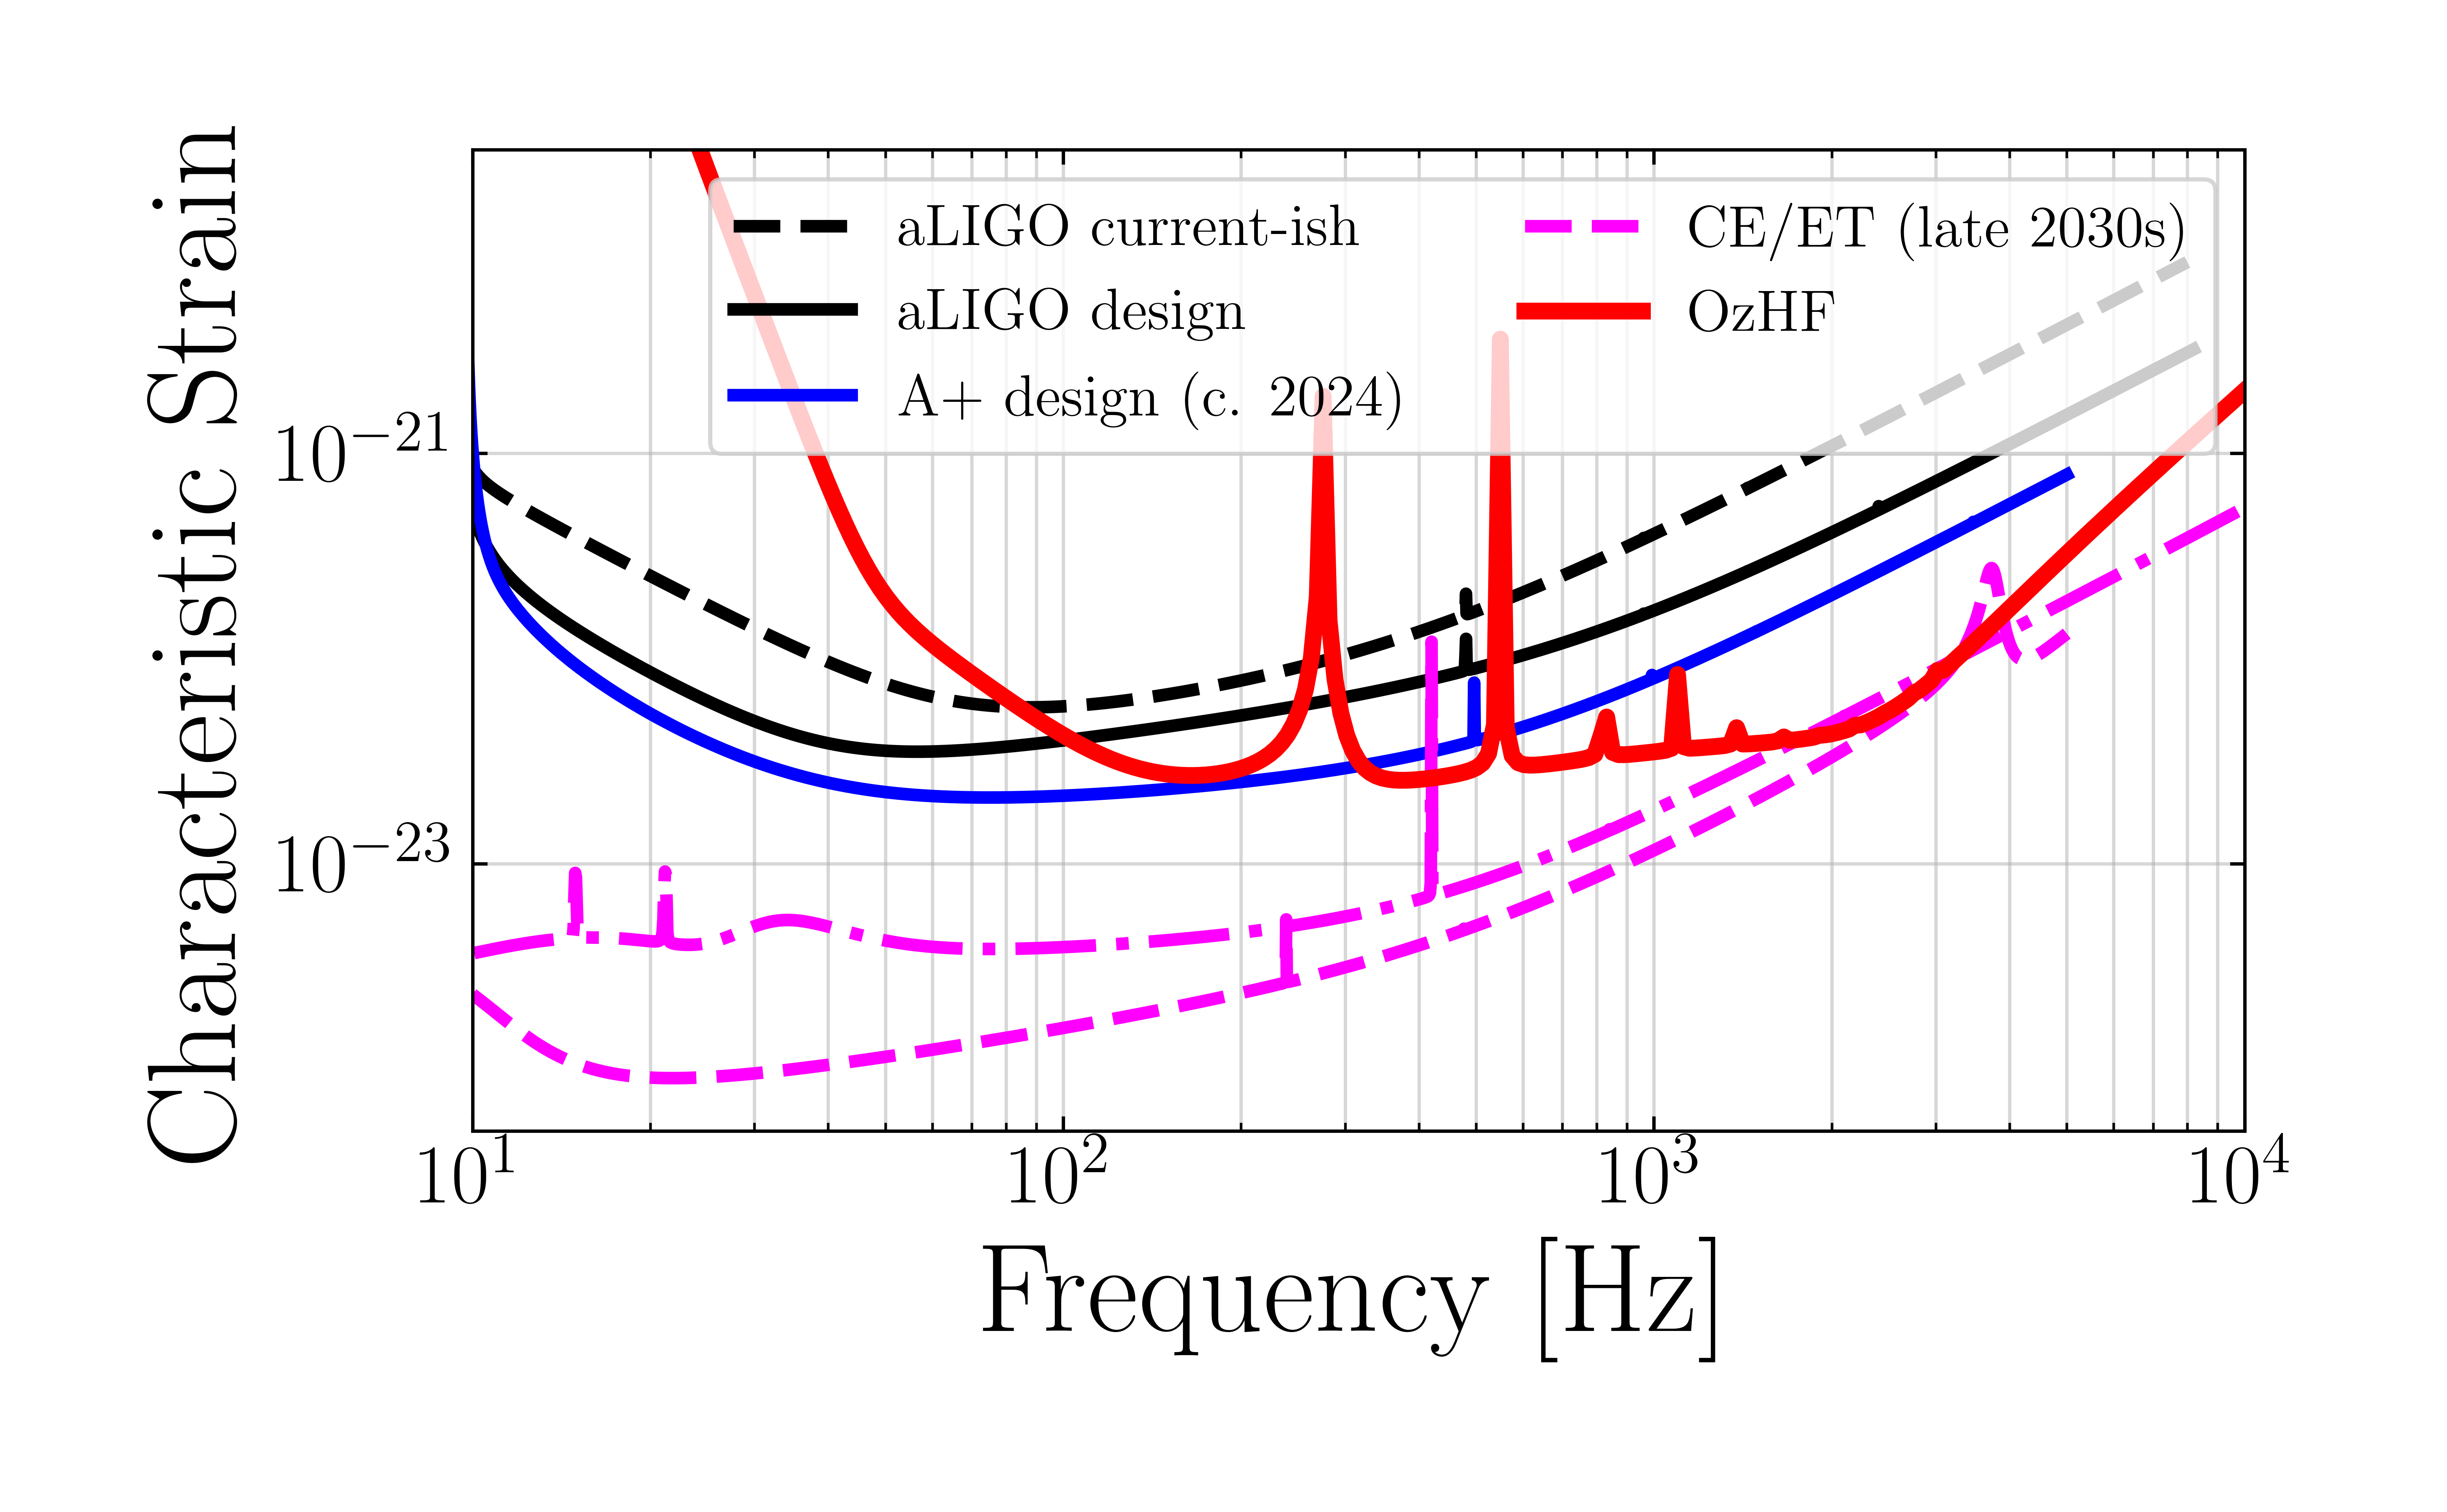 Characteristic Strain
10⁻²¹
10⁻²³
aLIGO current-ish
aLIGO design
A+ design (c. 2024)
CE/ET (late 2030s)
OzHF
10¹ 10² 10³ 10⁴
Frequency [Hz]